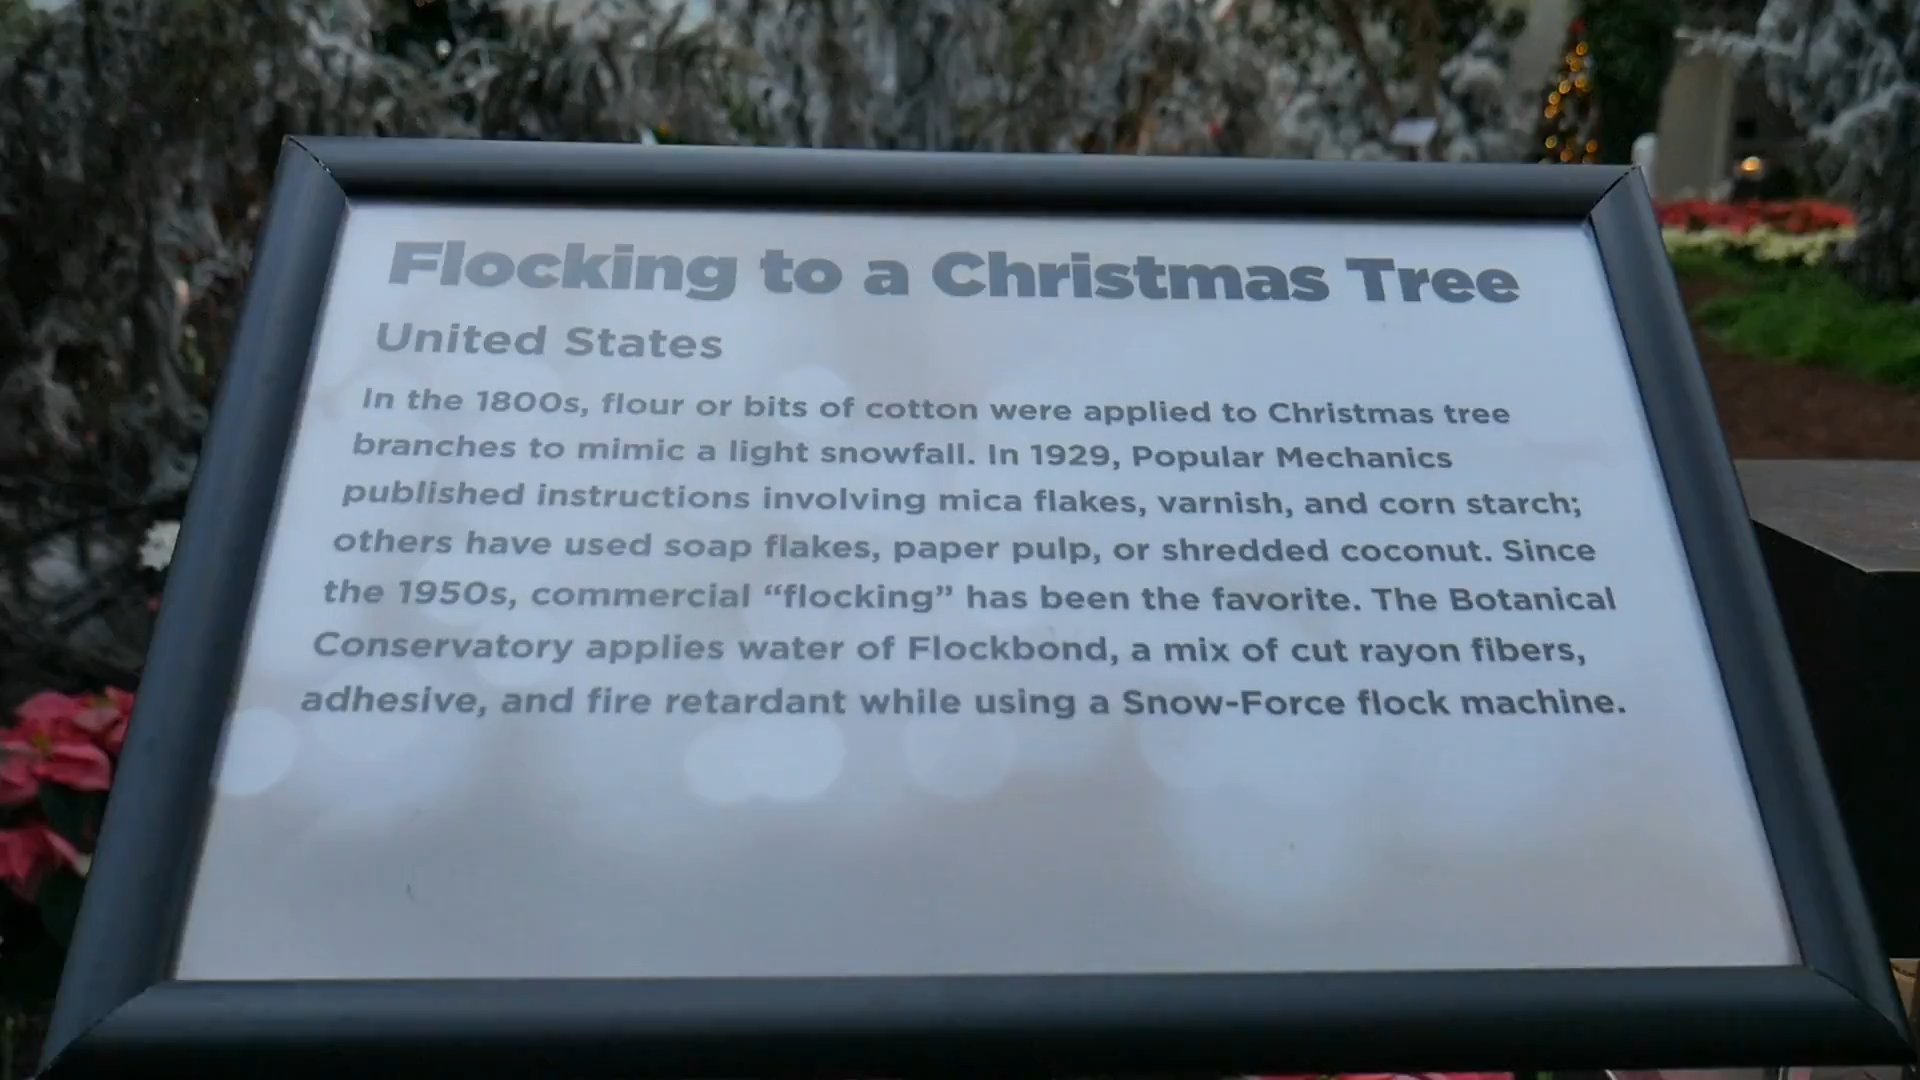 Flocking to a Christmas Tree
United States
In the 1800s, flour or bits of cotton were applied to Christmas tree
branches to mimic a light snowfall. In 1929, Popular Mechanics
published instructions involving mica flakes, varnish, and corn starch;
others have used soap flakes, paper pulp, or shredded coconut. Since
the 1950s, commercial “flocking” has been the favorite. The Botanical
Conservatory applies water of Flockbond, a mix of cut rayon fibers,
adhesive, and fire retardant while using a Snow-Force flock machine.